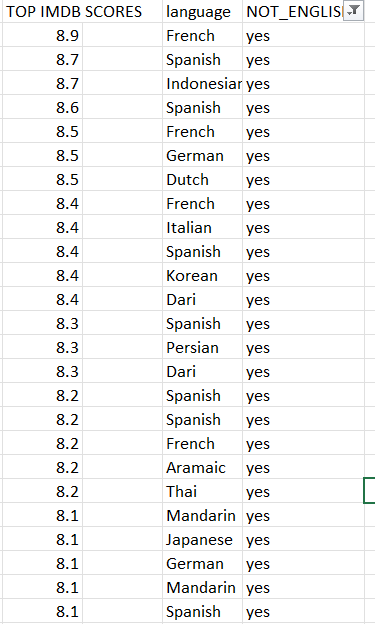 TOP IMDB SCORES language NOT_ENGLIS
8.9 French yes
8.7 Spanish yes
8.7 Indonesian yes
8.6 Spanish yes
8.5 French yes
8.5 German yes
8.5 Dutch yes
8.4 French yes
8.4 Italian yes
8.4 Spanish yes
8.4 Korean yes
8.4 Dari yes
8.3 Spanish yes
8.3 Persian yes
8.3 Dari yes
8.2 Spanish yes
8.2 Spanish yes
8.2 French yes
8.2 Aramaic yes
8.2 Thai yes
8.1 Mandarin yes
8.1 Japanese yes
8.1 German yes
8.1 Mandarin yes
8.1 Spanish yes